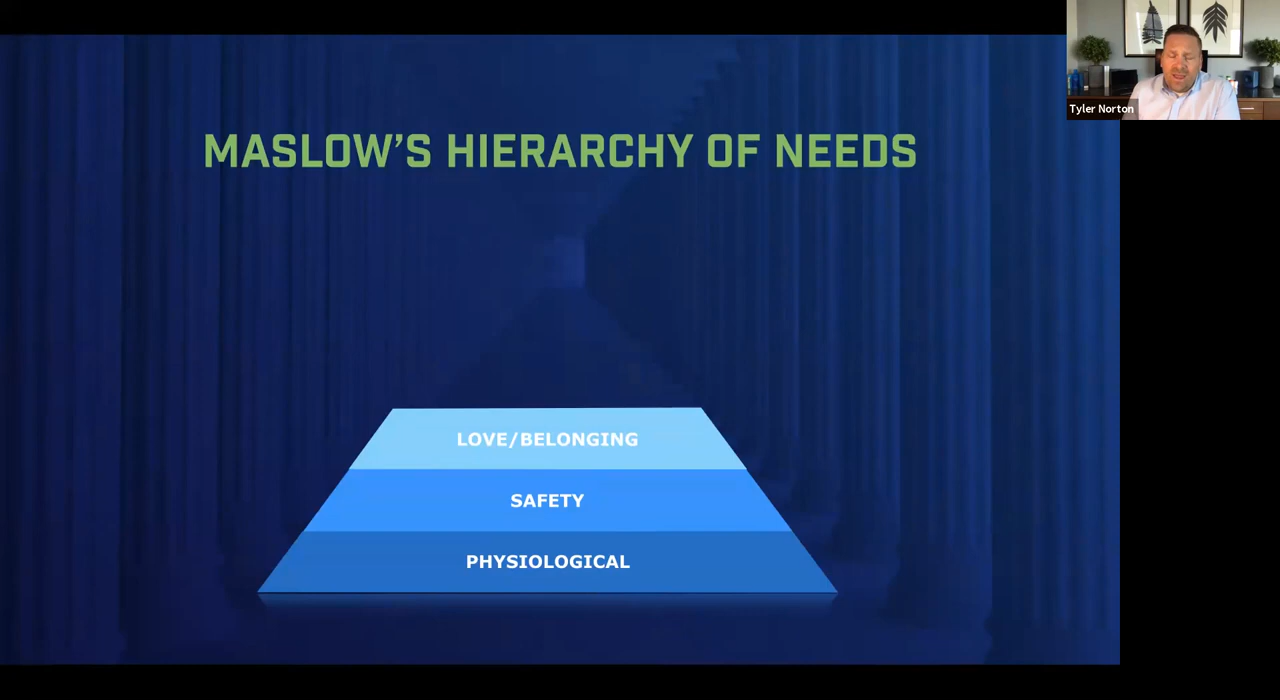 Tyler Norton
MASLOW'S HIERARCHY OF NEEDS
LOVE/BELONGING
SAFETY
PHYSIOLOGICAL